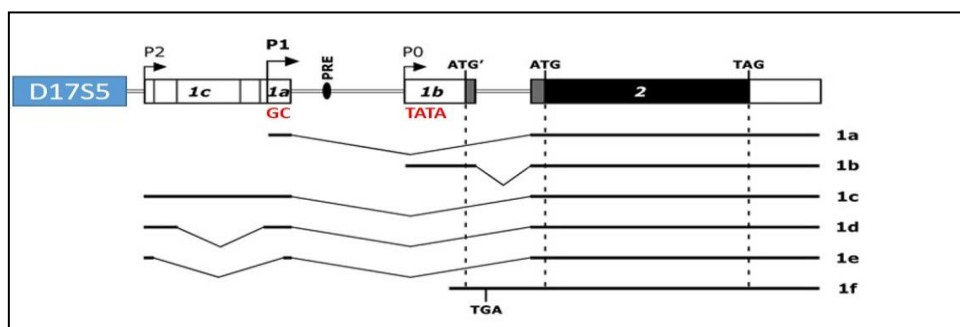 P2 P1 PRE P0 ATG' ATG TAG
D17S5 1c 1a 1b 2
GC TATA
1a
1b
1c
1d
1e
1f
TGA